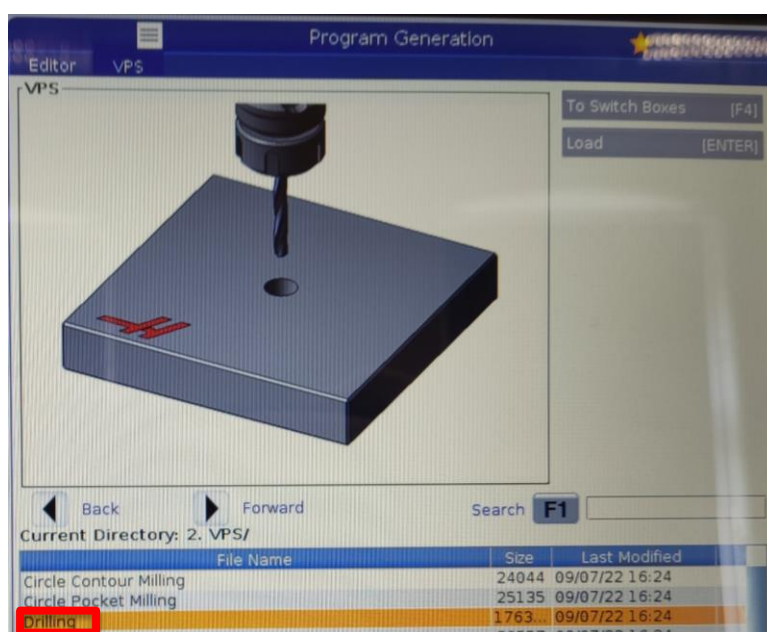 Program Generation
Editor VPS
VPS
To Switch Boxes [F4]
Load [ENTER]
Back Forward Search F1
Current Directory: 2. VPS/
File Name Size Last Modified
Circle Contour Milling 24044 09/07/22 16:24
Circle Pocket Milling 25135 09/07/22 16:24
Drilling 1763... 09/07/22 16:24